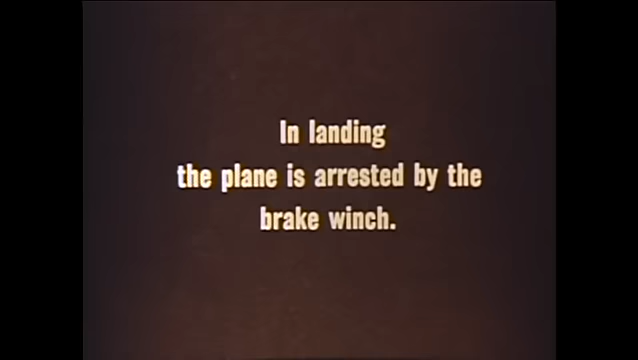 In landing
the plane is arrested by the
brake winch.